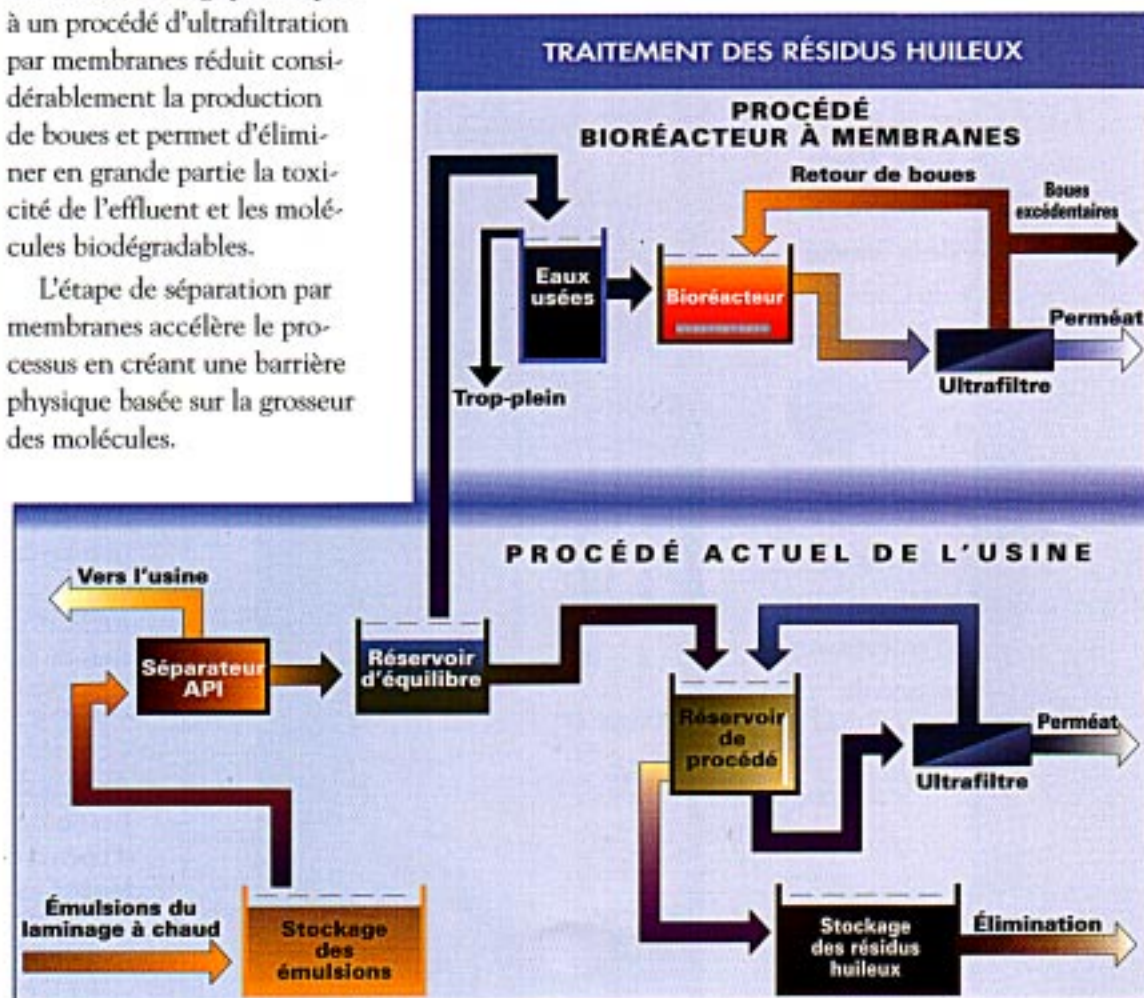 à un procédé d'ultrafiltration
par membranes réduit consi-
dérablement la production
de boues et permet d'élimi-
ner en grande partie la toxi-
cité de l'effluent et les molé-
cules biodégradables.
L'étape de séparation par
membranes accélère le pro-
cessus en créant une barrière
physique basée sur la grosseur
des molécules.
TRAITEMENT DES RÉSIDUS HUILEUX
PROCÉDÉ
BIORÉACTEUR À MEMBRANES
Retour de boues
Boues
excédentaires
Eaux
usées
Bioréacteur
Perméat
Ultrafiltre
Trop-plein
PROCÉDÉ ACTUEL DE L'USINE
Vers l'usine
Séparateur
API
Réservoir
d'équilibre
Réservoir
de
procédé
Perméat
Ultrafiltre
Émulsions du
laminage à chaud
Stockage
des
émulsions
Stockage
des résidus
huileux
Élimination